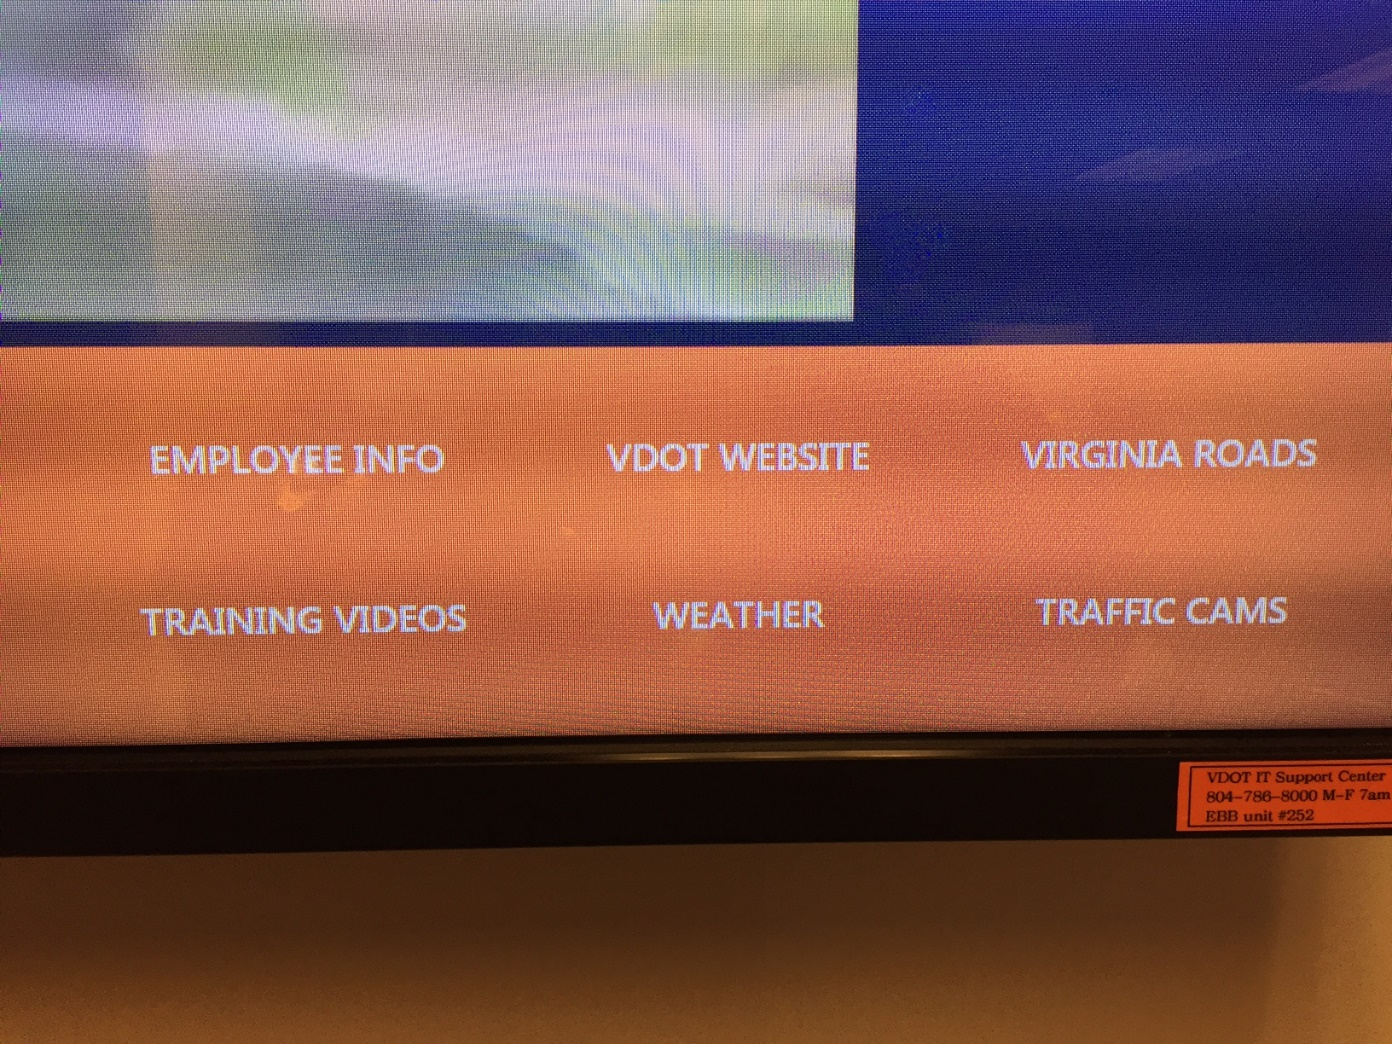 EMPLOYEE INFO VDOT WEBSITE VIRGINIA ROADS
TRAINING VIDEOS WEATHER TRAFFIC CAMS
VDOT IT Support Center
804-786-8000 M-F 7am
EBB unit #252